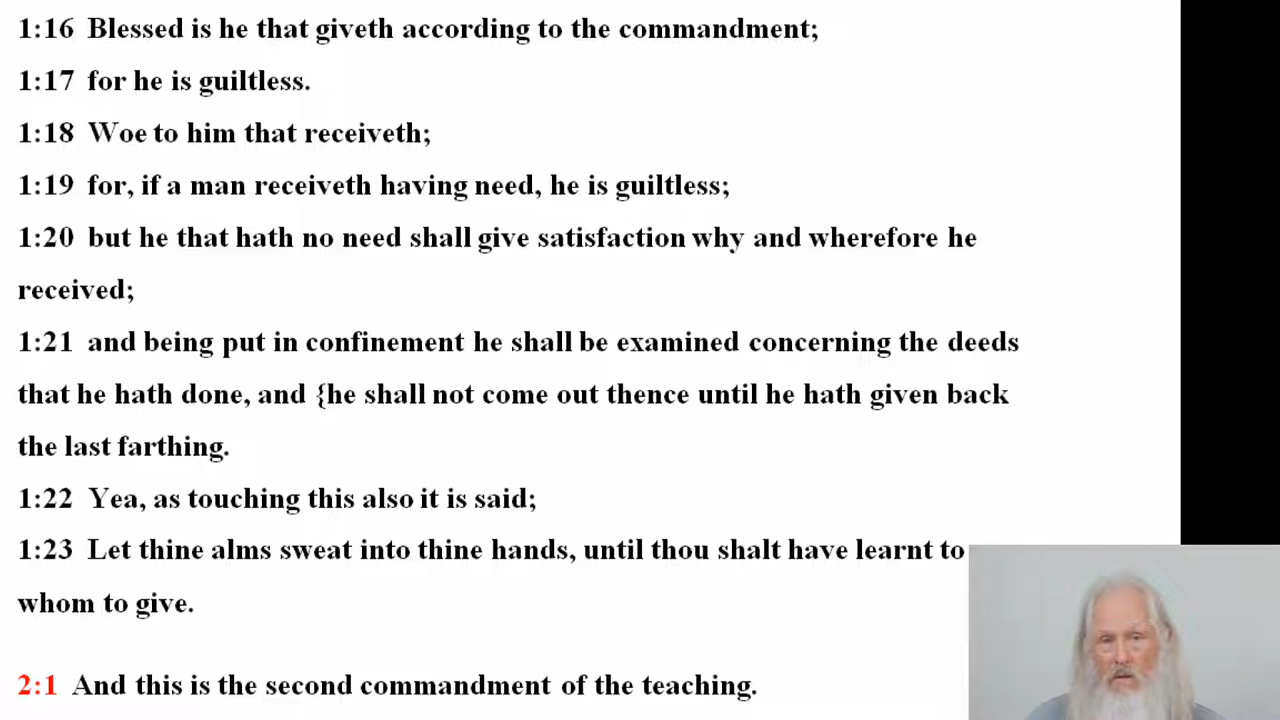 1:16 Blessed is he that giveth according to the commandment;
1:17 for he is guiltless.
1:18 Woe to him that receiveth;
1:19 for, if a man receiveth having need, he is guiltless;
1:20 but he that hath no need shall give satisfaction why and wherefore he
received;
1:21 and being put in confinement he shall be examined concerning the deeds
that he hath done, and {he shall not come out thence until he hath given back
the last farthing.
1:22 Yea, as touching this also it is said;
1:23 Let thine alms sweat into thine hands, until thou shalt have learnt to
whom to give.
2:1 And this is the second commandment of the teaching.